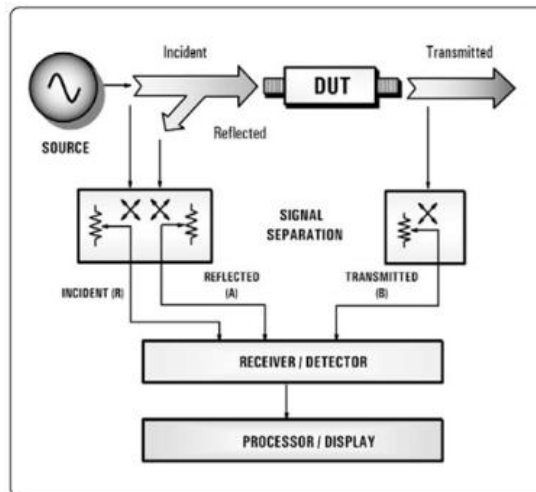 Incident
Transmitted
DUT
Reflected
SOURCE
SIGNAL
SEPARATION
INCIDENT (R)
REFLECTED
(A)
TRANSMITTED
(B)
RECEIVER / DETECTOR
PROCESSOR / DISPLAY